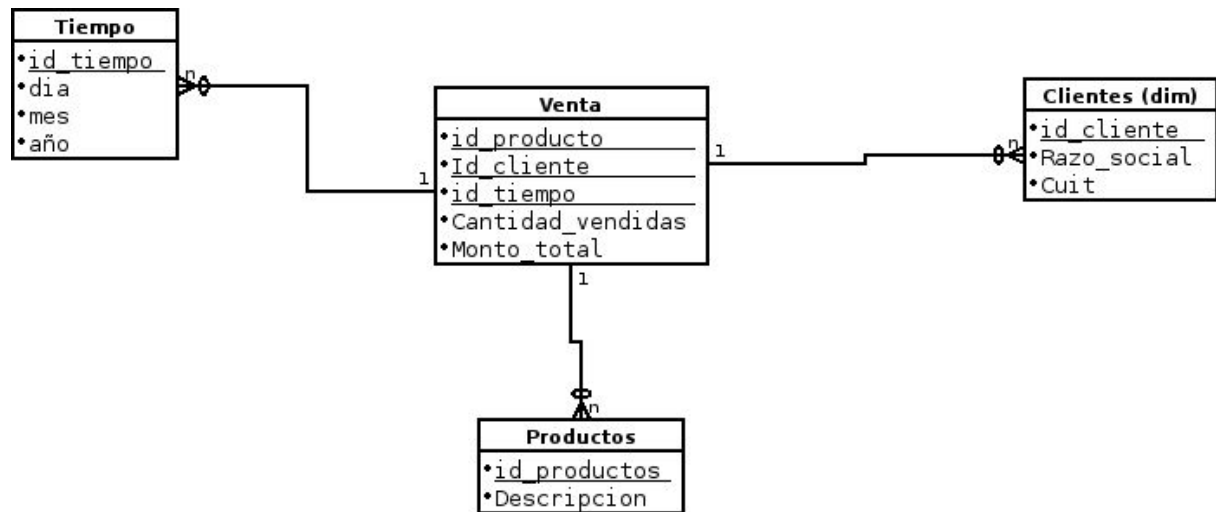 Tiempo
id_tiempo
dia
mes
año
n
Venta
id_producto
Id_cliente
id_tiempo
Cantidad_vendidas
Monto_total
1
1
1
Clientes (dim)
id_cliente
Razo_social
Cuit
n
Productos
id_productos
Descripcion
n